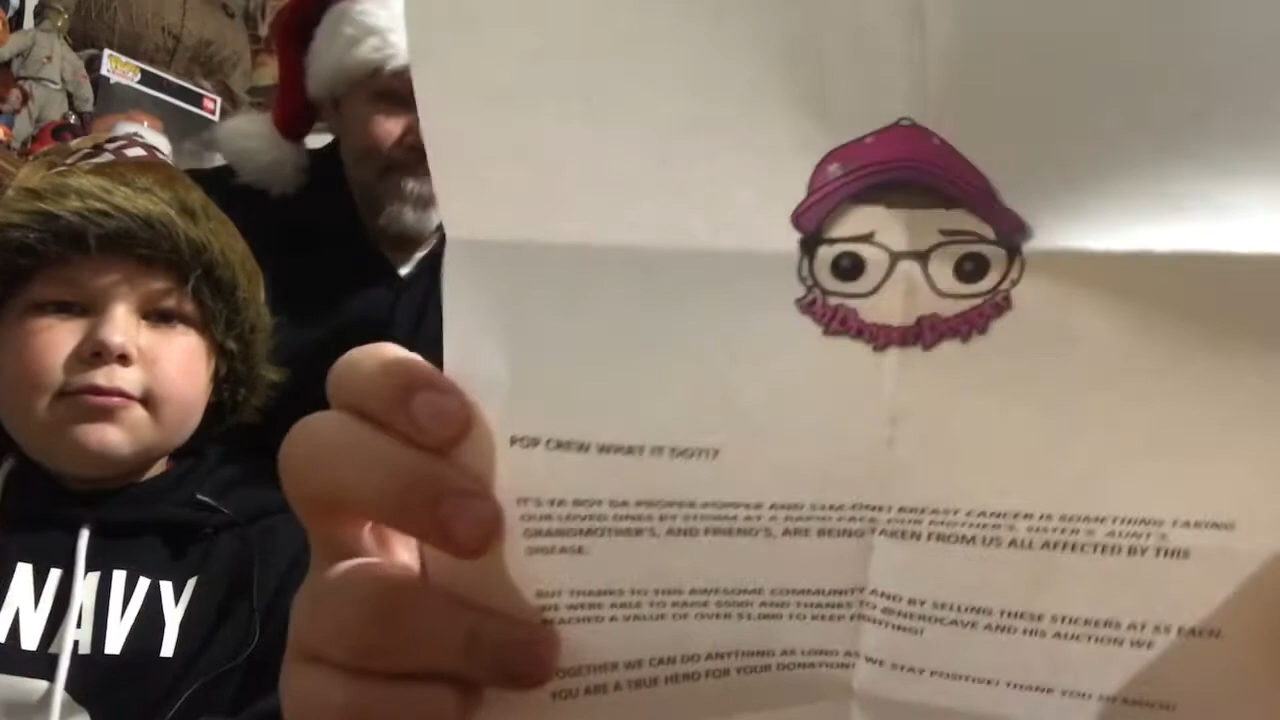 POP
DaProperPopper
POP CREW WHAT IT DO?!?
IT'S YA BOY DA PROPER POPPER AND BREAST CANCER IS SOMETHING TAKING
OUR LOVED ONES BY STORM AT A RAPID PACE. OUR MOTHER'S, SISTER'S, AUNT'S,
GRANDMOTHER'S, AND FRIEND'S, ARE BEING TAKEN FROM US ALL AFFECTED BY THIS
DISEASE.
BUT THANKS TO THIS AWESOME COMMUNITY AND BY SELLING THESE STICKERS AT $5 EACH.
WE WERE ABLE TO RAISE $500! AND THANKS TO @NERDCAVE AND HIS AUCTION WE
REACHED A VALUE OF OVER $1,000 TO KEEP FIGHTING!
TOGETHER WE CAN DO ANYTHING AS LONG AS WE STAY POSITIVE! THANK YOU
YOU ARE A TRUE HERO FOR YOUR DONATION!
NAVY